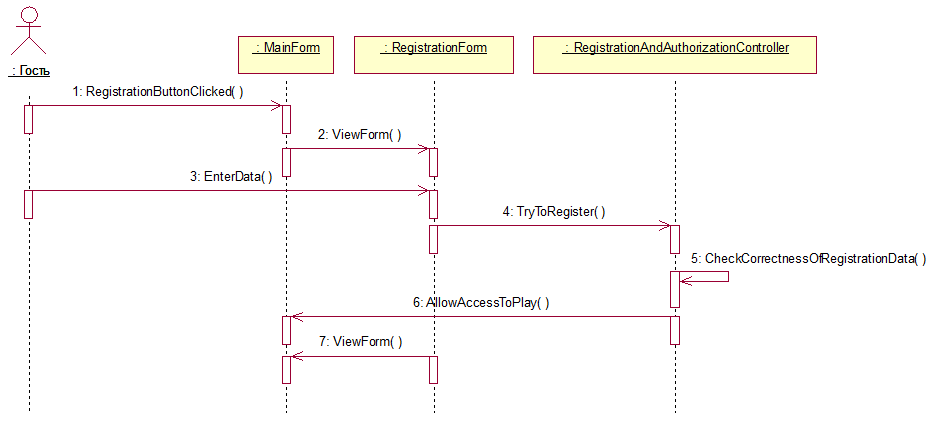 : Гость
: MainForm
: RegistrationForm
: RegistrationAndAuthorizationController
1: RegistrationButtonClicked( )
2: ViewForm( )
3: EnterData( )
4: TryToRegister( )
5: CheckCorrectnessOfRegistrationData( )
6: AllowAccessToPlay( )
7: ViewForm( )